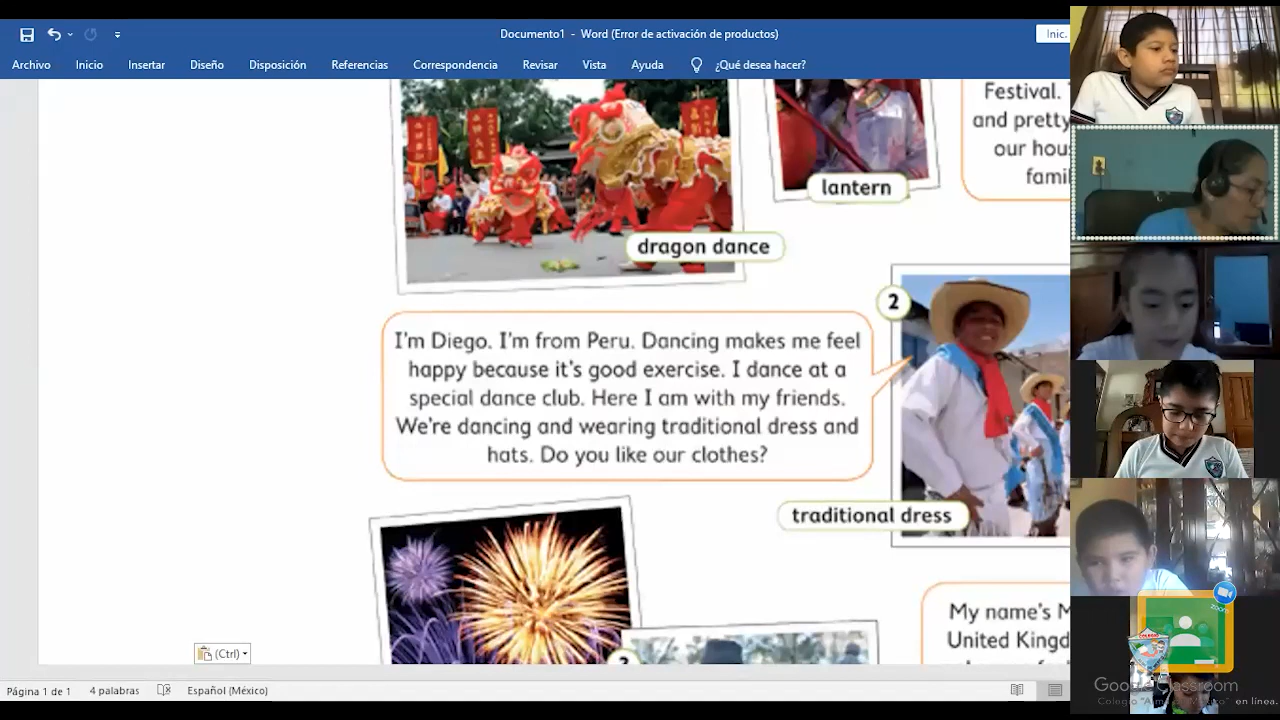 Documento1 - Word (Error de activación de productos)
Inic.
Archivo Inicio Insertar Diseño Disposición Referencias Correspondencia Revisar Vista Ayuda ¿Qué desea hacer?
Festival.
and pretty
our hou
fami
lantern
dragon dance
2
I'm Diego. I'm from Peru. Dancing makes me feel
happy because it's good exercise. I dance at a
special dance club. Here I am with my friends.
We're dancing and wearing traditional dress and
hats. Do you like our clothes?
traditional dress
My name's M
United Kingd
3
(Ctrl)
zoom
Google Classroom
en línea.
Página 1 de 1 4 palabras Español (México)